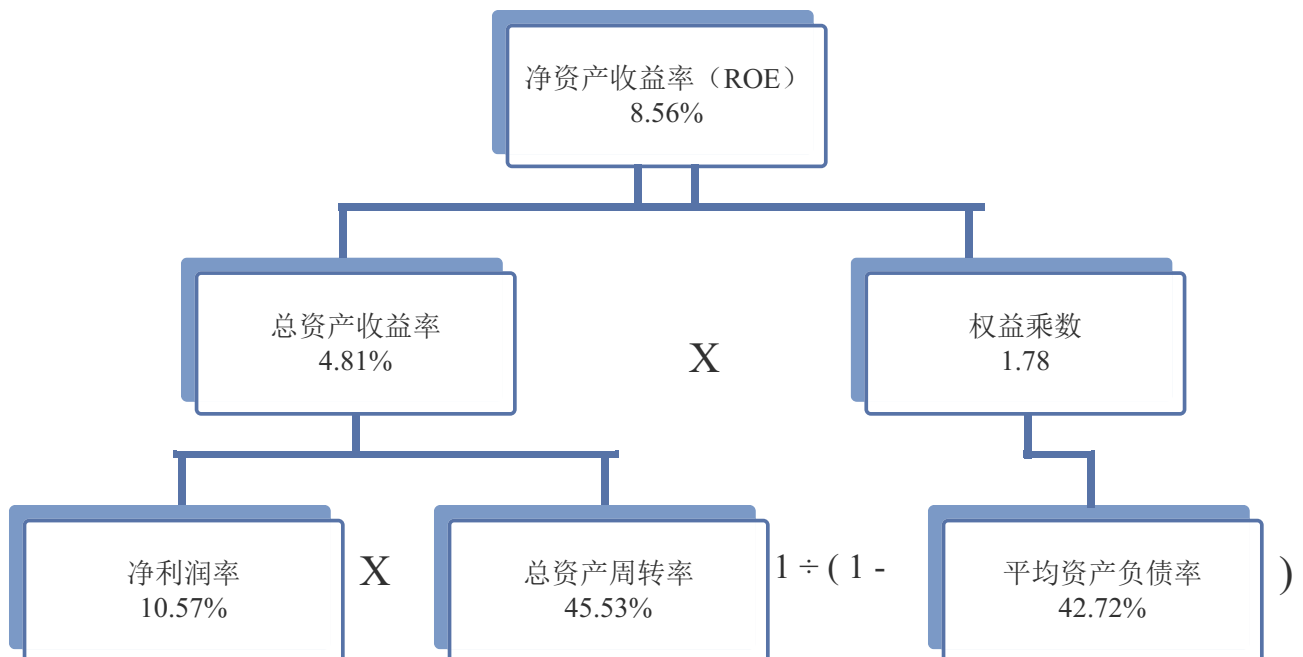 净资产收益率（ROE）
8.56%
总资产收益率
4.81%
X
权益乘数
1.78
净利润率
10.57%
X
总资产周转率
45.53%
1 ÷ ( 1 -
平均资产负债率
42.72%
)